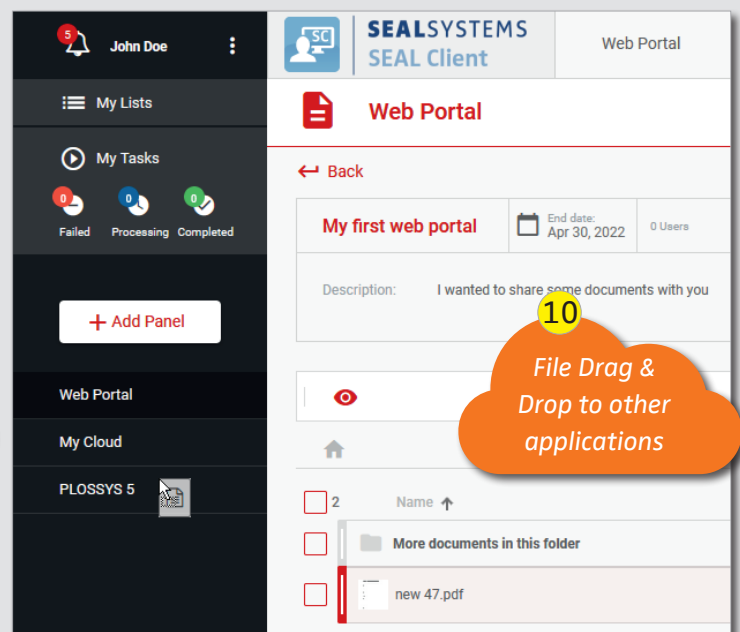 5
John Doe
SC
SEALSYSTEMS
SEAL Client
Web Portal
My Lists
Web Portal
My Tasks
Back
0
0
0
Failed
Processing
Completed
My first web portal
End date:
Apr 30, 2022
0 Users
Description:
I wanted to share some documents with you
+ Add Panel
10
File Drag &
Drop to other
applications
Web Portal
My Cloud
PLOSSYS 5
2
Name
More documents in this folder
new 47.pdf